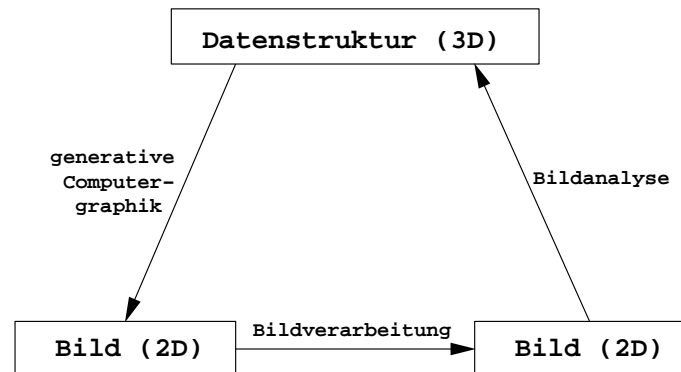 Datenstruktur (3D)
generative
Computer-
graphik
Bildanalyse
Bildverarbeitung
Bild (2D)
Bild (2D)